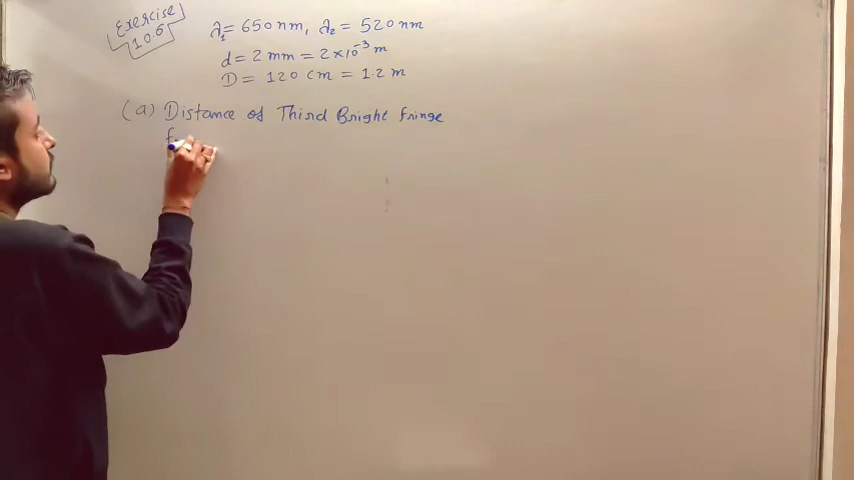 Exercise
10.6
λ₁ = 650 nm, λ₂ = 520 nm
d = 2 mm = 2×10⁻³ m
D = 120 cm = 1.2 m
(a) Distance of Third Bright fringe